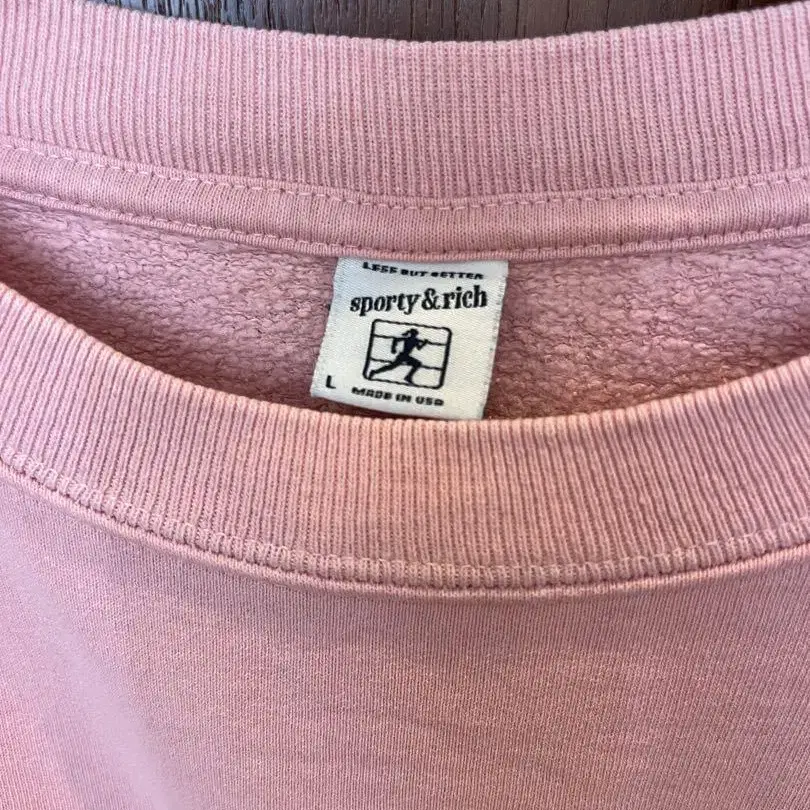 LESS BUT BETTER
sporty & rich
L
MADE IN USA